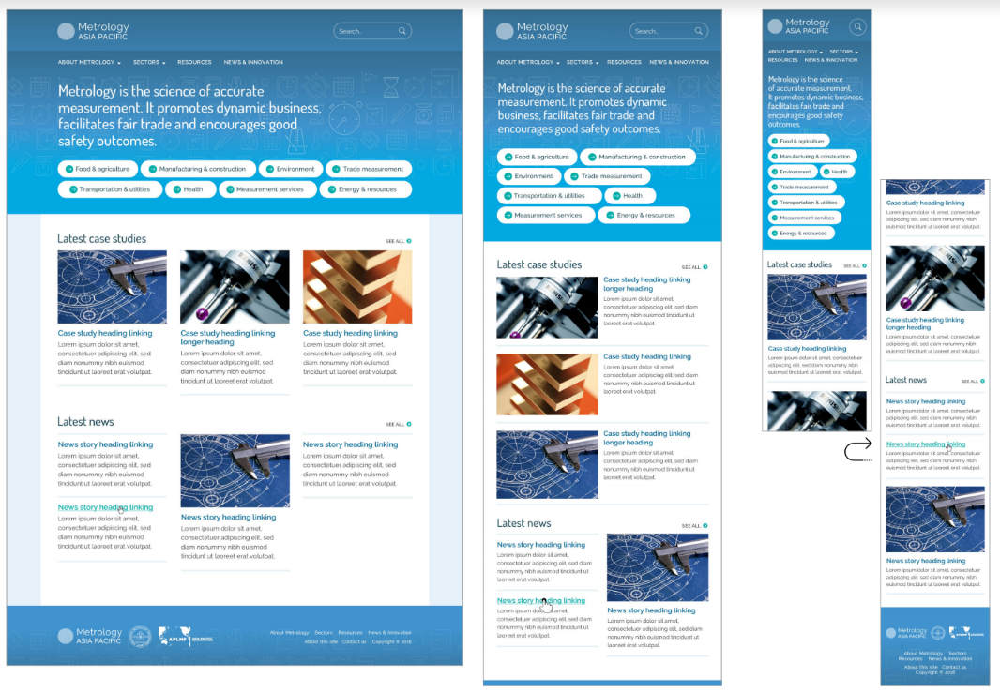 Metrology
ASIA PACIFIC
Search..
ABOUT METROLOGY
SECTORS
RESOURCES
NEWS & INNOVATION
Metrology is the science of accurate
measurement. It promotes dynamic business,
facilitates fair trade and encourages good
safety outcomes.
Food & agriculture
Manufacturing & construction
Environment
Trade measurement
Transportation & utilities
Health
Measurement services
Energy & resources
Latest case studies
SEE ALL
Case study heading linking
Lorem ipsum dolor sit amet,
consectetuer adipiscing elit, sed
diam nonummy nibh euismod
tincidunt ut laoreet erat volutpat.
Case study heading linking
longer heading
Lorem ipsum dolor sit amet,
consectetuer adipiscing elit, sed
diam nonummy nibh euismod
tincidunt ut laoreet erat volutpat.
Case study heading linking
Lorem ipsum dolor sit amet,
consectetuer adipiscing elit, sed
diam nonummy nibh euismod
tincidunt ut laoreet erat volutpat.
Latest news
SEE ALL
News story heading linking
Lorem ipsum dolor sit amet,
consectetuer adipiscing elit, sed
diam nonummy nibh euismod
tincidunt ut laoreet erat volutpat.
News story heading linking
Lorem ipsum dolor sit amet,
consectetuer adipiscing elit, sed
diam nonummy nibh euismod
tincidunt ut laoreet erat volutpat.
News story heading linking
Lorem ipsum dolor sit amet,
consectetuer adipiscing elit, sed
diam nonummy nibh euismod
tincidunt ut laoreet erat volutpat.
News story heading linking
Lorem ipsum dolor sit amet,
consectetuer adipiscing elit, sed
diam nonummy nibh euismod
tincidunt ut laoreet erat volutpat.
Metrology
ASIA PACIFIC
APLMF
About Metrology Sectors Resources News & Innovation
About this site Contact us Copyright © 2018
Metrology
ASIA PACIFIC
Search..
ABOUT METROLOGY
SECTORS
RESOURCES
NEWS & INNOVATION
Metrology is the science of accurate
measurement. It promotes dynamic
business, facilitates fair trade and
encourages good safety outcomes.
Food & agriculture
Manufacturing & construction
Environment
Trade measurement
Transportation & utilities
Health
Measurement services
Energy & resources
Latest case studies
SEE ALL
Case study heading linking
longer heading
Lorem ipsum dolor sit amet,
consectetuer adipiscing elit, sed diam
nonummy nibh euismod tincidunt ut
laoreet erat volutpat.
Case study heading linking
Lorem ipsum dolor sit amet,
consectetuer adipiscing elit, sed diam
nonummy nibh euismod tincidunt ut
laoreet erat volutpat.
Case study heading linking
longer heading
Lorem ipsum dolor sit amet,
consectetuer adipiscing elit, sed diam
nonummy nibh euismod tincidunt ut
laoreet erat volutpat.
Latest news
SEE ALL
News story heading linking
Lorem ipsum dolor sit amet,
consectetuer adipiscing elit, sed diam
nonummy nibh euismod tincidunt ut
laoreet erat volutpat.
News story heading linking
Lorem ipsum dolor sit amet,
consectetuer adipiscing elit, sed diam
nonummy nibh euismod tincidunt ut
laoreet erat volutpat.
News story heading linking
Lorem ipsum dolor sit amet,
consectetuer adipiscing elit, sed diam
nonummy nibh euismod tincidunt ut
laoreet erat volutpat.
Metrology
ASIA PACIFIC
ABOUT METROLOGY
SECTORS
RESOURCES
NEWS & INNOVATION
Metrology is the science
of accurate measurement.
It promotes dynamic business,
facilitates fair trade and
encourages good safety
outcomes.
Food & agriculture
Manufacturing & construction
Environment
Health
Trade measurement
Transportation & utilities
Measurement services
Energy & resources
Latest case studies
SEE ALL
Case study heading linking
Lorem ipsum dolor sit amet, consectetuer
adipiscing elit, sed diam nonummy nibh
euismod tincidunt ut laoreet erat volutpat.
Case study heading linking
Lorem ipsum dolor sit amet, consectetuer
adipiscing elit, sed diam nonummy nibh
euismod tincidunt ut laoreet erat volutpat.
Case study heading linking
longer heading
Lorem ipsum dolor sit amet, consectetuer
adipiscing elit, sed diam nonummy nibh
euismod tincidunt ut laoreet erat volutpat.
Latest news
SEE ALL
News story heading linking
Lorem ipsum dolor sit amet, consectetuer
adipiscing elit, sed diam nonummy nibh
euismod tincidunt ut laoreet erat volutpat.
News story heading linking
Lorem ipsum dolor sit amet, consectetuer
adipiscing elit, sed diam nonummy nibh
euismod tincidunt ut laoreet erat volutpat.
News story heading linking
Lorem ipsum dolor sit amet, consectetuer
adipiscing elit, sed diam nonummy nibh
euismod tincidunt ut laoreet erat volutpat.
Metrology
ASIA PACIFIC
APLMF
About Metrology Sectors
Resources News & Innovation
About this site Contact us
Copyright © 2018